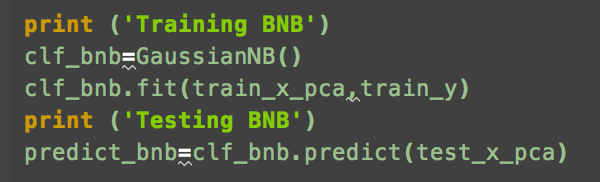 print ('Training BNB')
clf_bnb=GaussianNB()
clf_bnb.fit(train_x_pca,train_y)
print ('Testing BNB')
predict_bnb=clf_bnb.predict(test_x_pca)